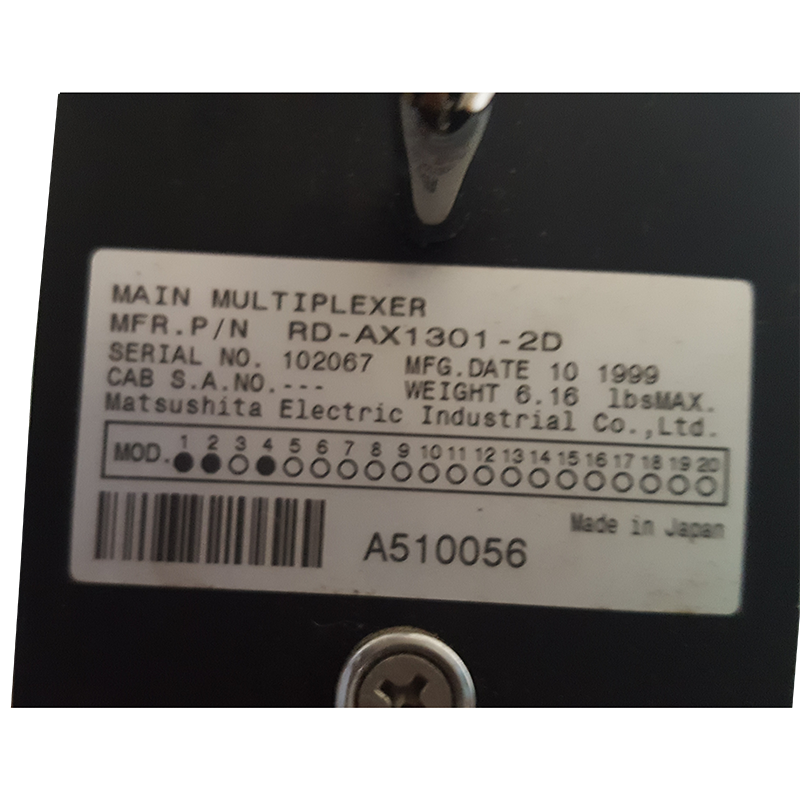 MAIN MULTIPLEXER
MFR.P/N RD-AX1301-2D
SERIAL NO. 102067 MFG.DATE 10 1999
CAB S.A.NO.--- WEIGHT 6.16 lbsMAX.
Matsushita Electric Industrial Co.,Ltd.
MOD. 1 2 3 4 5 6 7 8 9 10 11 12 13 14 15 16 17 18 19 20
A510056 Made in Japan